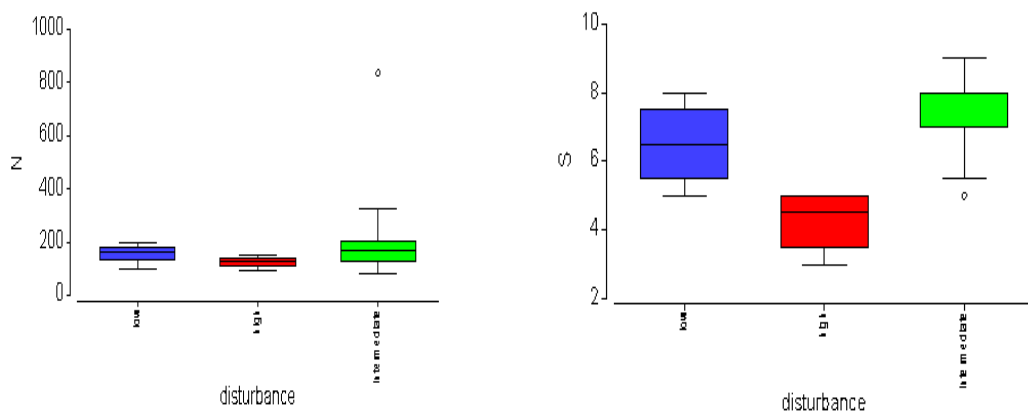 1000
800
600
400
200
0
N
low
high
Intermediate
disturbance
10
8
6
4
2
S
low
high
Intermediate
disturbance